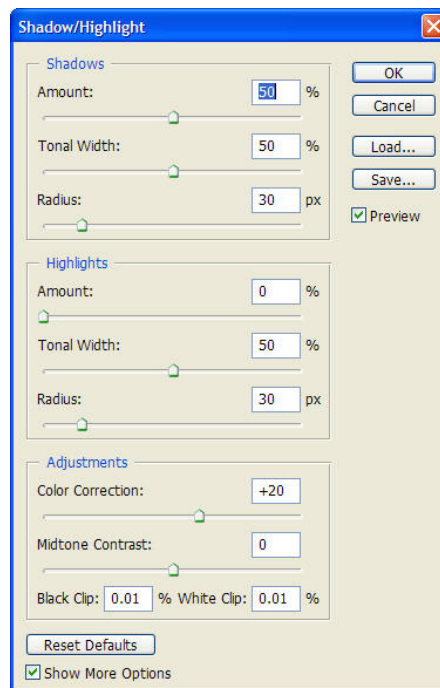 Shadow/Highlight
Shadows
Amount: 50 %
Tonal Width: 50 %
Radius: 30 px
Highlights
Amount: 0 %
Tonal Width: 50 %
Radius: 30 px
Adjustments
Color Correction: +20
Midtone Contrast: 0
Black Clip: 0.01 % White Clip: 0.01 %
Reset Defaults
Show More Options
OK
Cancel
Load...
Save...
Preview